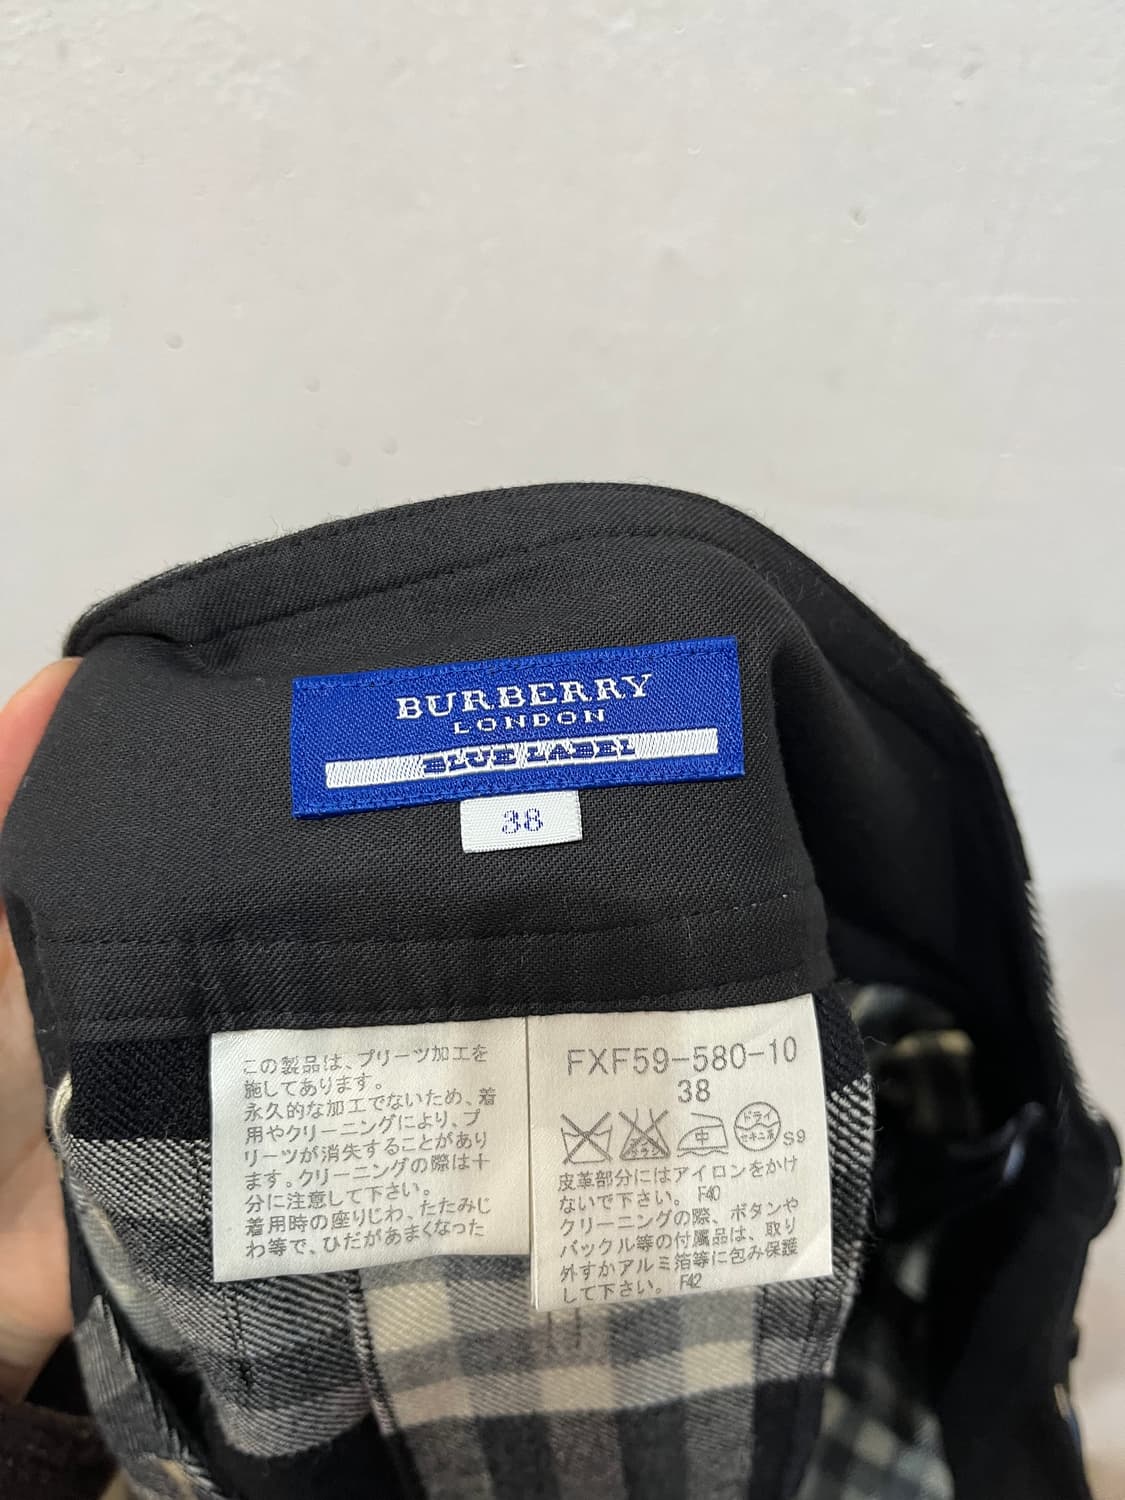 BURBERRY
LONDON
BLUE LABEL
38
この製品は、プリーツ加工を
施してあります。
永久的な加工でないため、着
用やクリーニングにより、プ
リーツが消失することがあり
ます。クリーニングの際は十
分に注意して下さい。
着用時の座りじわ、たたみじ
わ等で、ひだがあまくなった
FXF59-580-10
38
エンソサラシ
中
ドライ
セキユ系
S9
皮革部分にはアイロンをかけ
ないで下さい。 F40
クリーニングの際、ボタンや
バックル等の付属品は、取り
外すかアルミ箔等に包み保護
して下さい。 F42